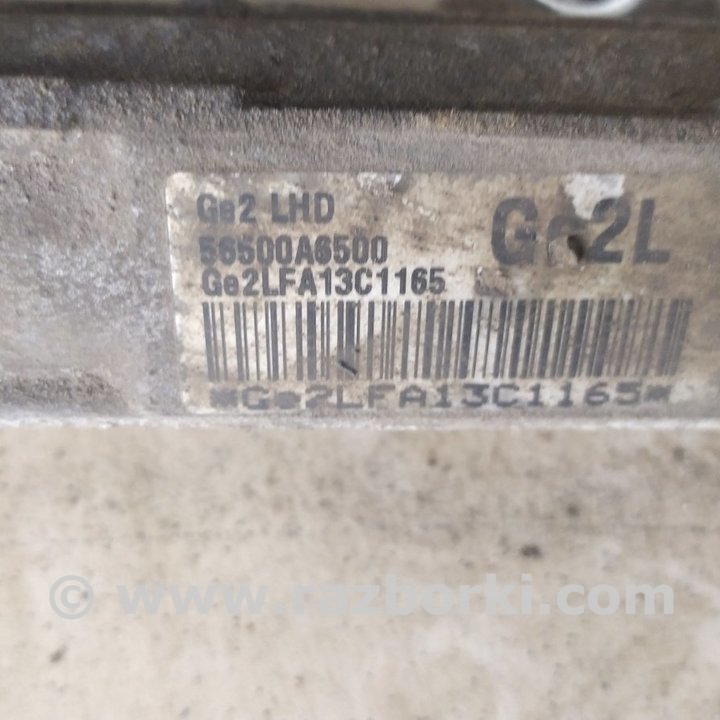 Ge2 LHD
Ge2L
56500A6500
Ge2LFA13C1165
*Ge2LFA13C1165*
© www.razborki.com